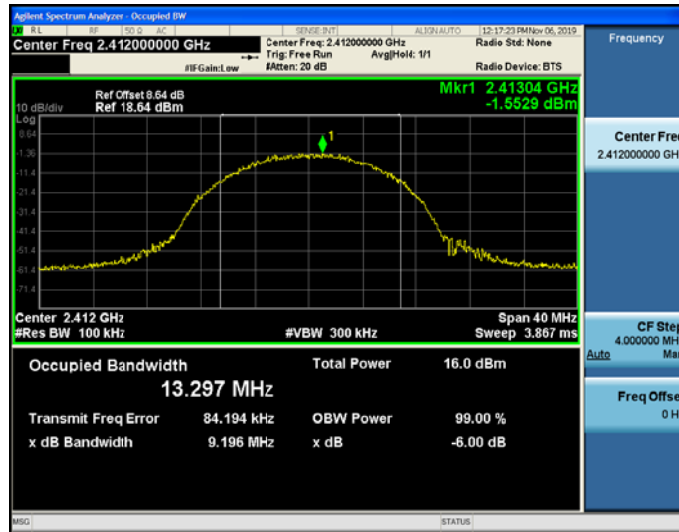 Agilent Spectrum Analyzer - Occupied BW
RL RF 50 Ω AC SENSE:INT ALIGN AUTO 12:17:23 PM Nov 06, 2019
Center Freq 2.412000000 GHz
Center Freq: 2.412000000 GHz
Radio Std: None
Trig: Free Run Avg|Hold: 1/1
#IFGain:Low
#Atten: 20 dB
Radio Device: BTS
Ref Offset 8.64 dB
Ref 18.64 dBm
10 dB/div
Log
Mkr1 2.41304 GHz
-1.5529 dBm
8.64
-1.36
-11.4
-21.4
-31.4
-41.4
-51.4
-61.4
-71.4
1
Center 2.412 GHz
Span 40 MHz
#Res BW 100 kHz
#VBW 300 kHz
Sweep 3.867 ms
Occupied Bandwidth
13.297 MHz
Total Power 16.0 dBm
Transmit Freq Error 84.194 kHz
OBW Power 99.00 %
x dB Bandwidth 9.196 MHz
x dB -6.00 dB
MSG
STATUS
Frequency
Center Fre
2.412000000 GH
CF Ste
4.000000 MH
Auto Ma
Freq Offse
0 H